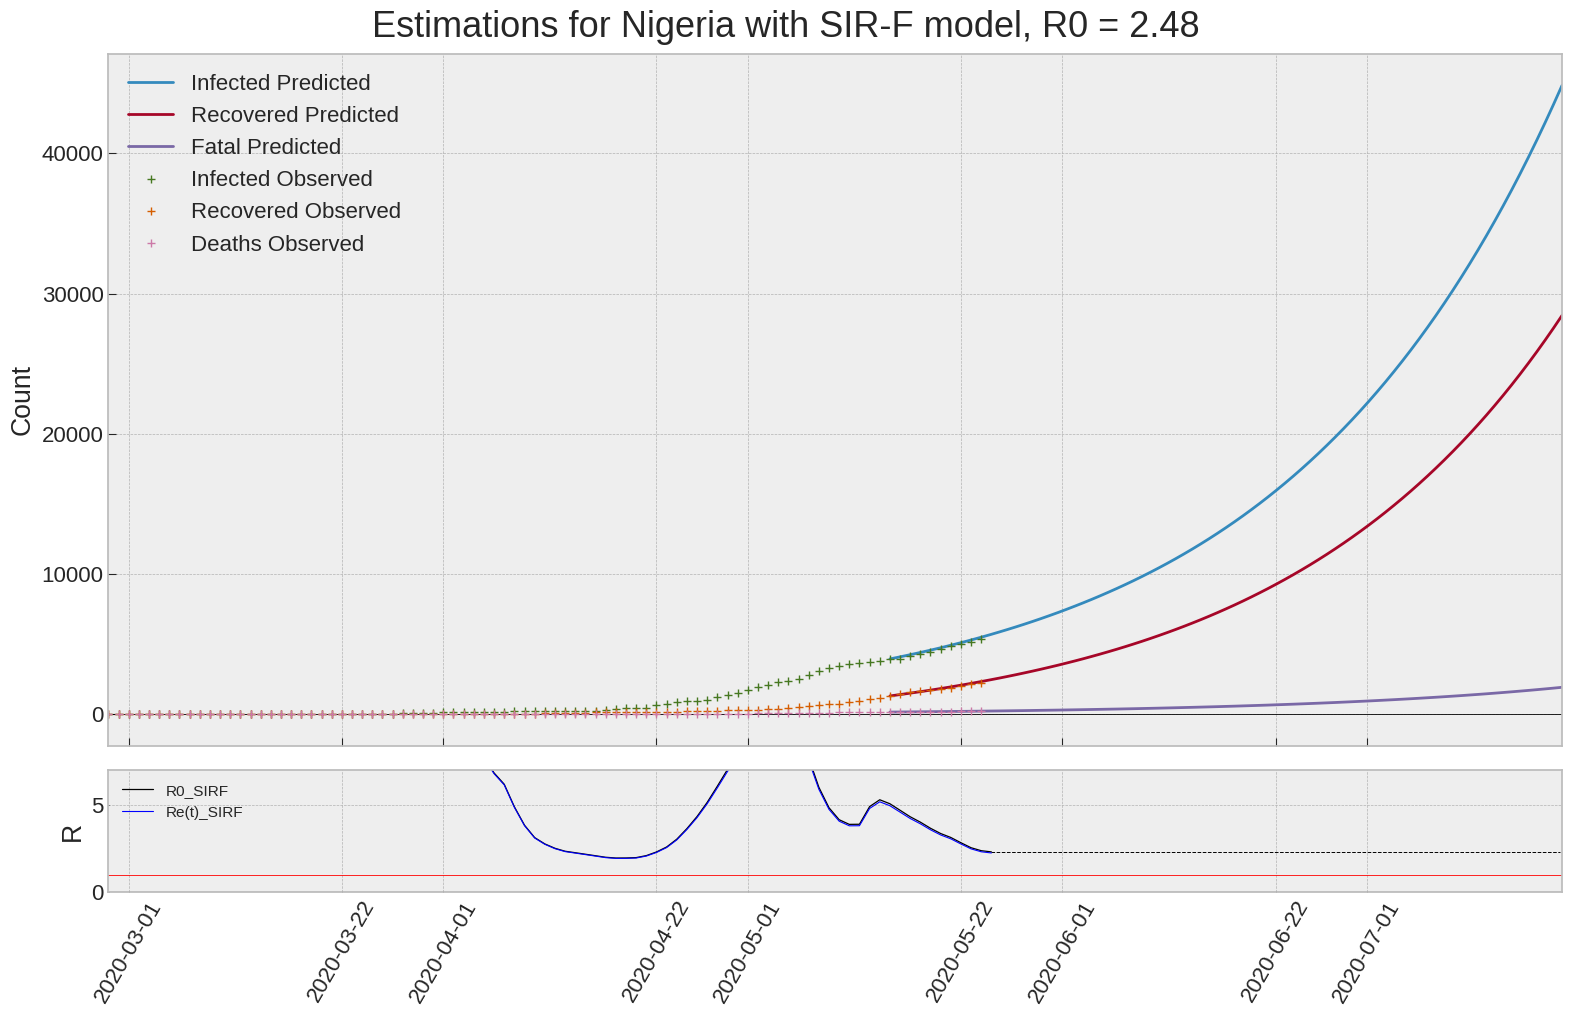 Estimations for Nigeria with SIR-F model, R0 = 2.48
Infected Predicted
Recovered Predicted
Fatal Predicted
Infected Observed
Recovered Observed
Deaths Observed
Count
40000
30000
20000
10000
0
R0_SIRF
Re(t)_SIRF
R
5
0
2020-03-01
2020-03-22
2020-04-01
2020-04-22
2020-05-01
2020-05-22
2020-06-01
2020-06-22
2020-07-01